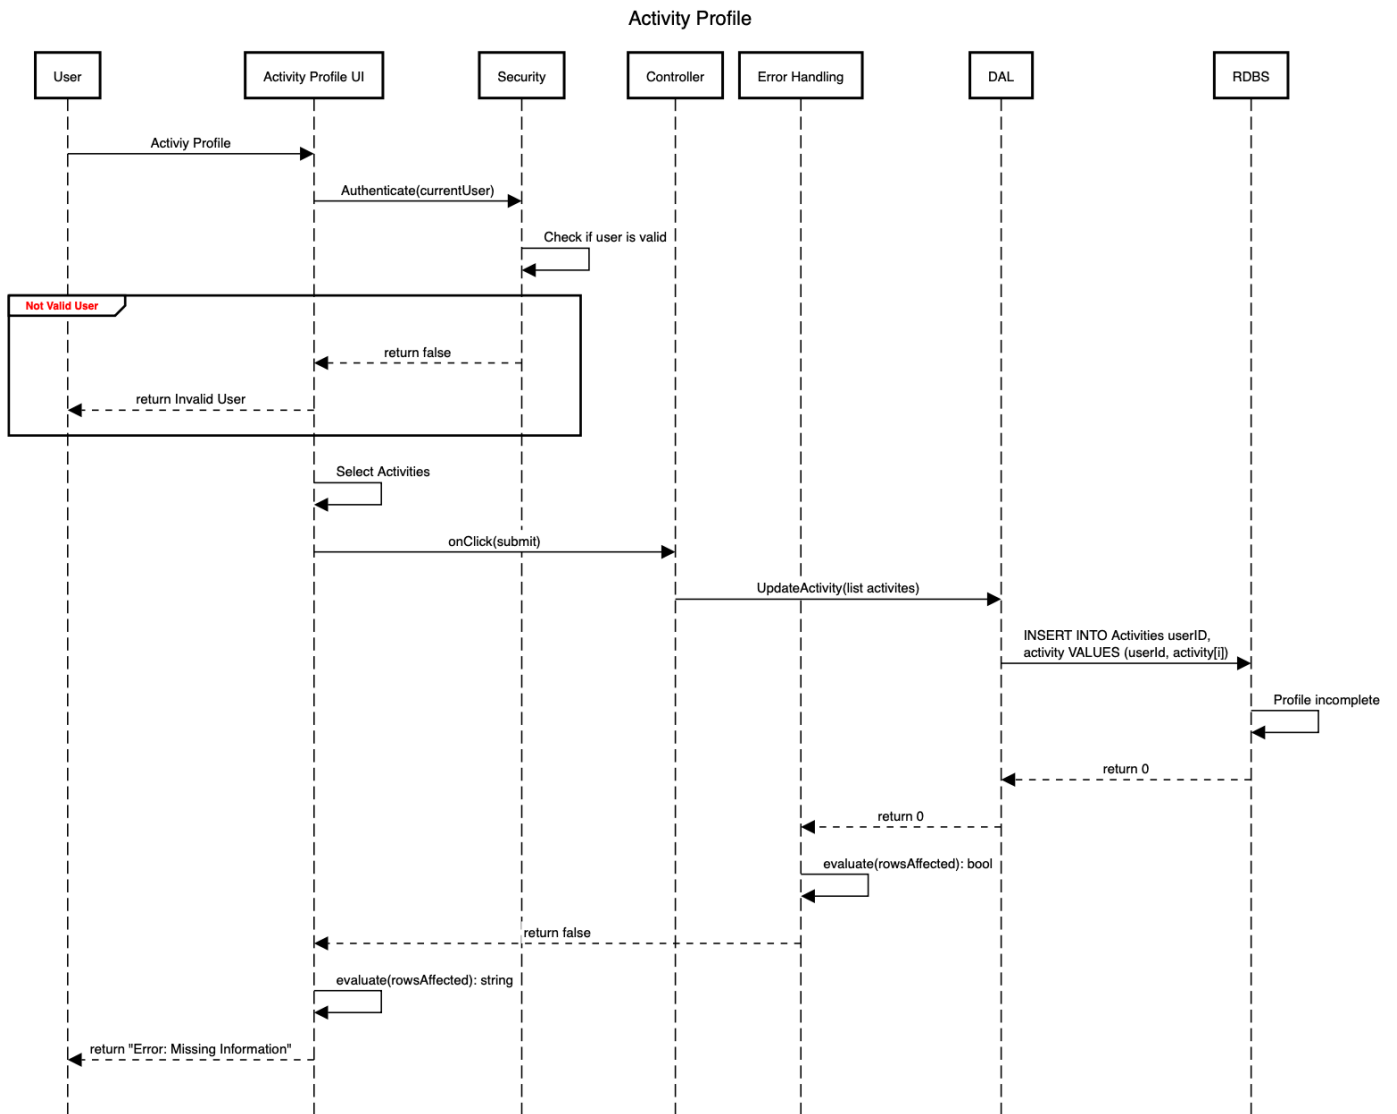 Activity Profile
User
Activity Profile UI
Security
Controller
Error Handling
DAL
RDBS
Activiy Profile
Authenticate(currentUser)
Check if user is valid
Not Valid User
return false
return Invalid User
Select Activities
onClick(submit)
UpdateActivity(list activites)
INSERT INTO Activities userID,
activity VALUES (userId, activity[i])
Profile incomplete
return 0
return 0
evaluate(rowsAffected): bool
return false
evaluate(rowsAffected): string
return "Error: Missing Information"